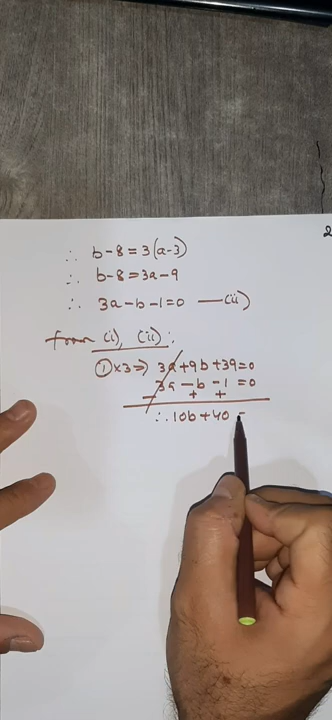 2
∴ b-8=3(a-3)
∴ b-8=3a-9
∴ 3a-b-1=0 —(ii)
from (i), (ii):
①×3⇒ 3a+9b+39=0
3a-b-1=0
- + +
∴ 10b+40 =